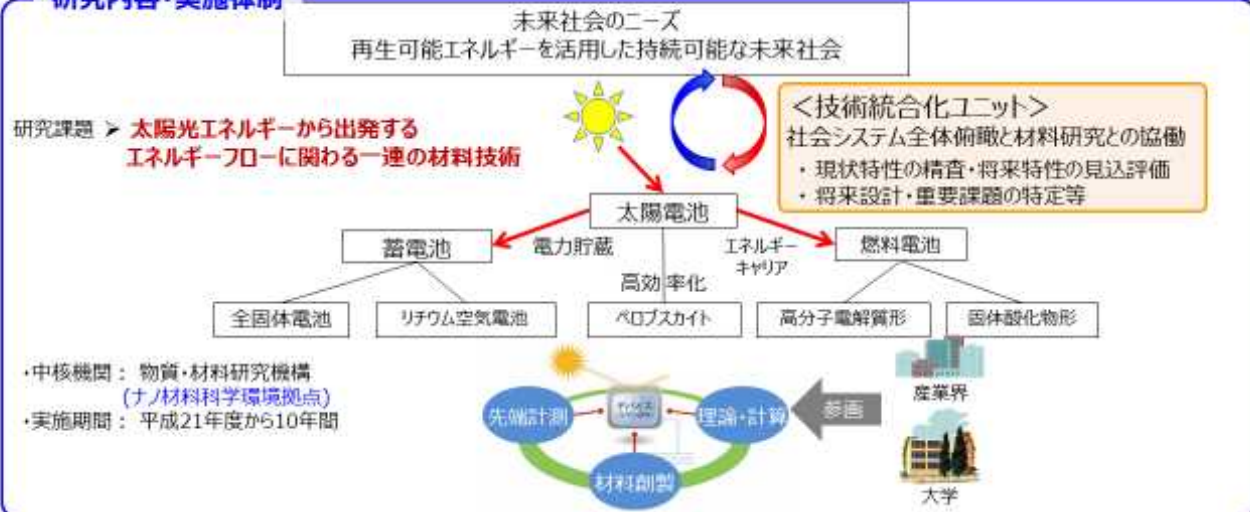 研究内容・実施体制
未来社会のニーズ
再生可能エネルギーを活用した持続可能な未来社会
研究課題 ➢ 太陽光エネルギーから出発する
エネルギーフローに関わる一連の材料技術
＜技術統合化ユニット＞
社会システム全体俯瞰と材料研究との協働
・現状特性の精査・将来特性の見込評価
・将来設計・重要課題の特定等
太陽電池
蓄電池
電力貯蔵
エネルギー
キャリア
燃料電池
高効率化
全固体電池
リチウム空気電池
ペロブスカイト
高分子電解質形
固体酸化物形
・中核機関： 物質・材料研究機構
(ナノ材料科学環境拠点)
・実施期間： 平成21年度から10年間
先端計測
理論・計算
材料創製
参画
産業界
大学